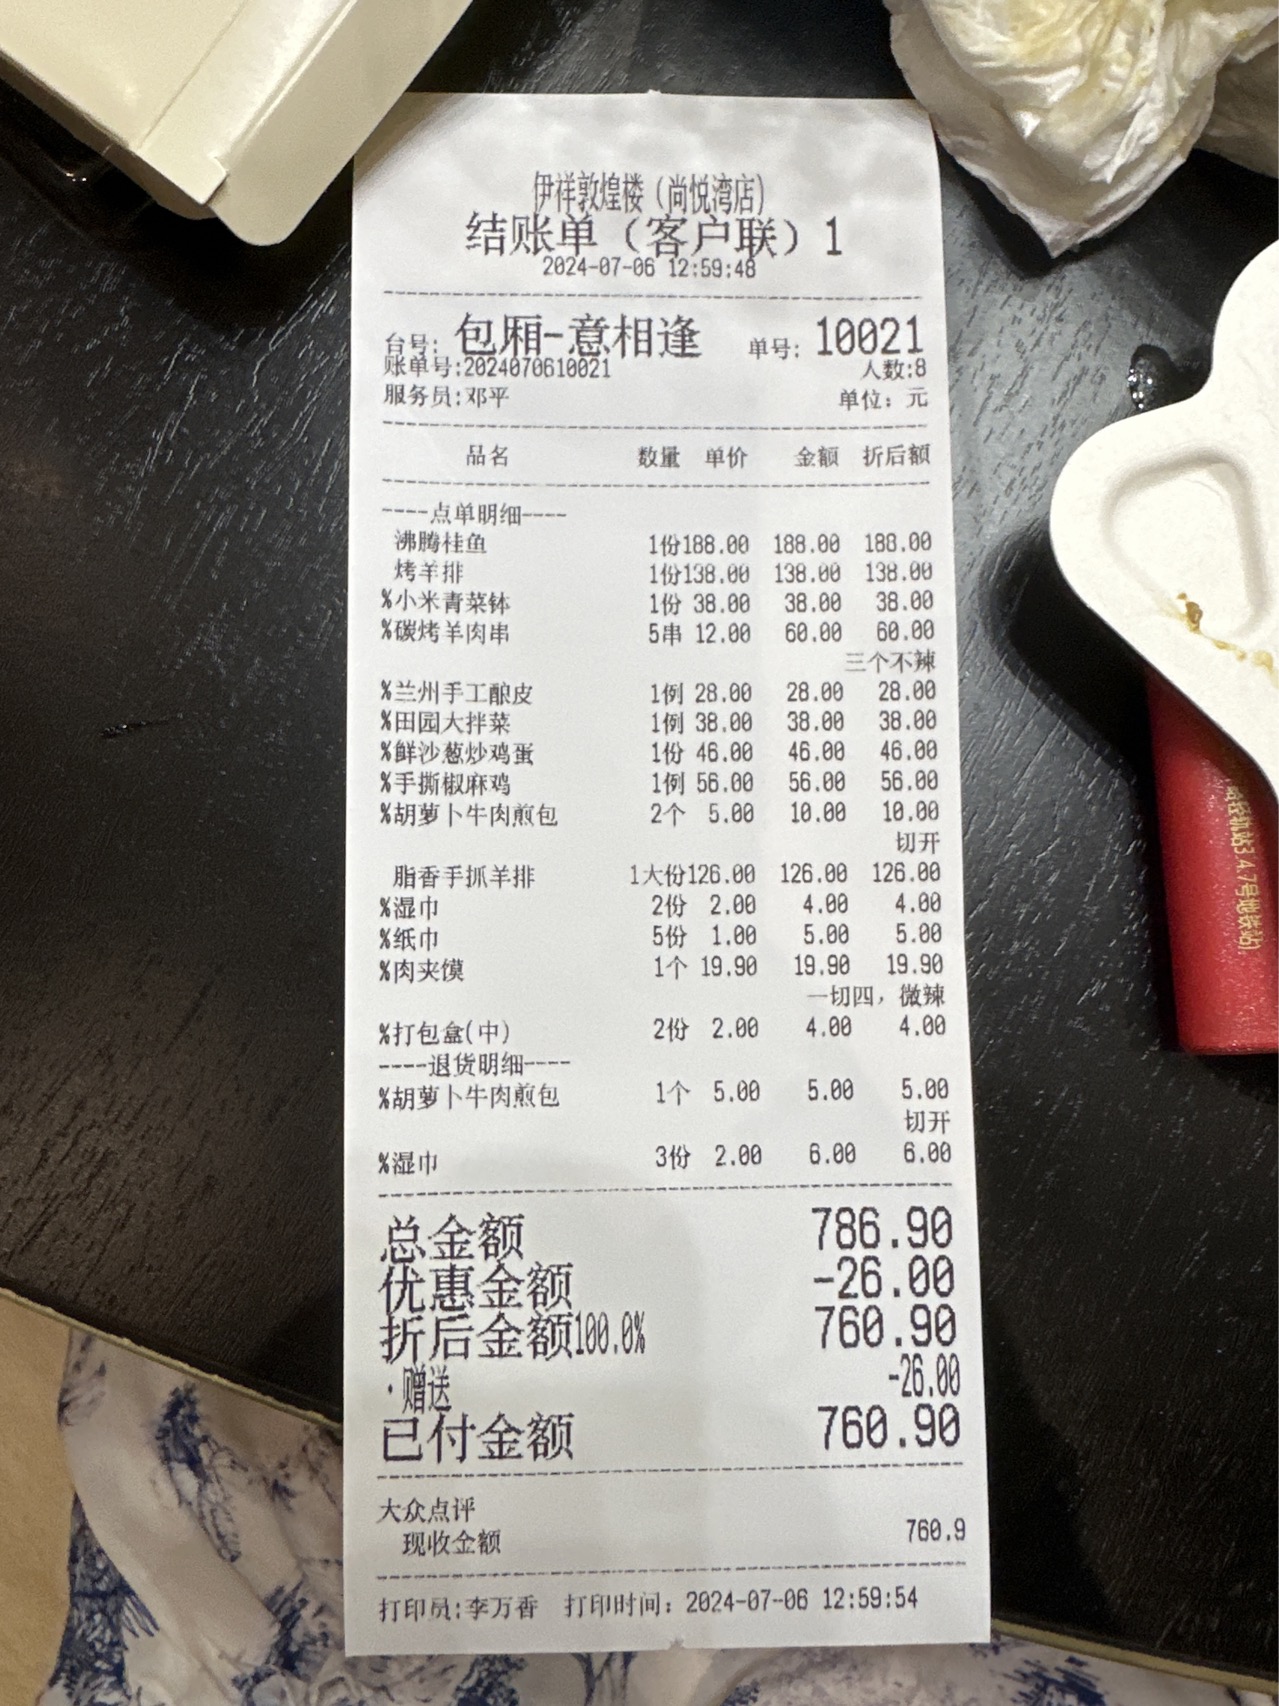 伊祥敦煌楼（尚悦湾店）
结账单（客户联）1
2024-07-06 12:59:48
台号: 包厢-意相逢 单号: 10021
账单号:2024070610021 人数:8
服务员:邓平 单位: 元
品名 数量 单价 金额 折后额
----点单明细----
沸腾桂鱼 1份188.00 188.00 188.00
烤羊排 1份138.00 138.00 138.00
%小米青菜钵 1份 38.00 38.00 38.00
%碳烤羊肉串 5串 12.00 60.00 60.00
三个不辣
%兰州手工酿皮 1例 28.00 28.00 28.00
%田园大拌菜 1例 38.00 38.00 38.00
%鲜沙葱炒鸡蛋 1份 46.00 46.00 46.00
%手撕椒麻鸡 1例 56.00 56.00 56.00
%胡萝卜牛肉煎包 2个 5.00 10.00 10.00
切开
脂香手抓羊排 1大份126.00 126.00 126.00
%湿巾 2份 2.00 4.00 4.00
%纸巾 5份 1.00 5.00 5.00
%肉夹馍 1个 19.90 19.90 19.90
一切四，微辣
%打包盒(中) 2份 2.00 4.00 4.00
----退货明细----
%胡萝卜牛肉煎包 1个 5.00 5.00 5.00
切开
%湿巾 3份 2.00 6.00 6.00
总金额 786.90
优惠金额 -26.00
折后金额100.0% 760.90
·赠送 -26.00
已付金额 760.90
大众点评
现收金额 760.9
打印员:李万香 打印时间: 2024-07-06 12:59:54
号地铁站)